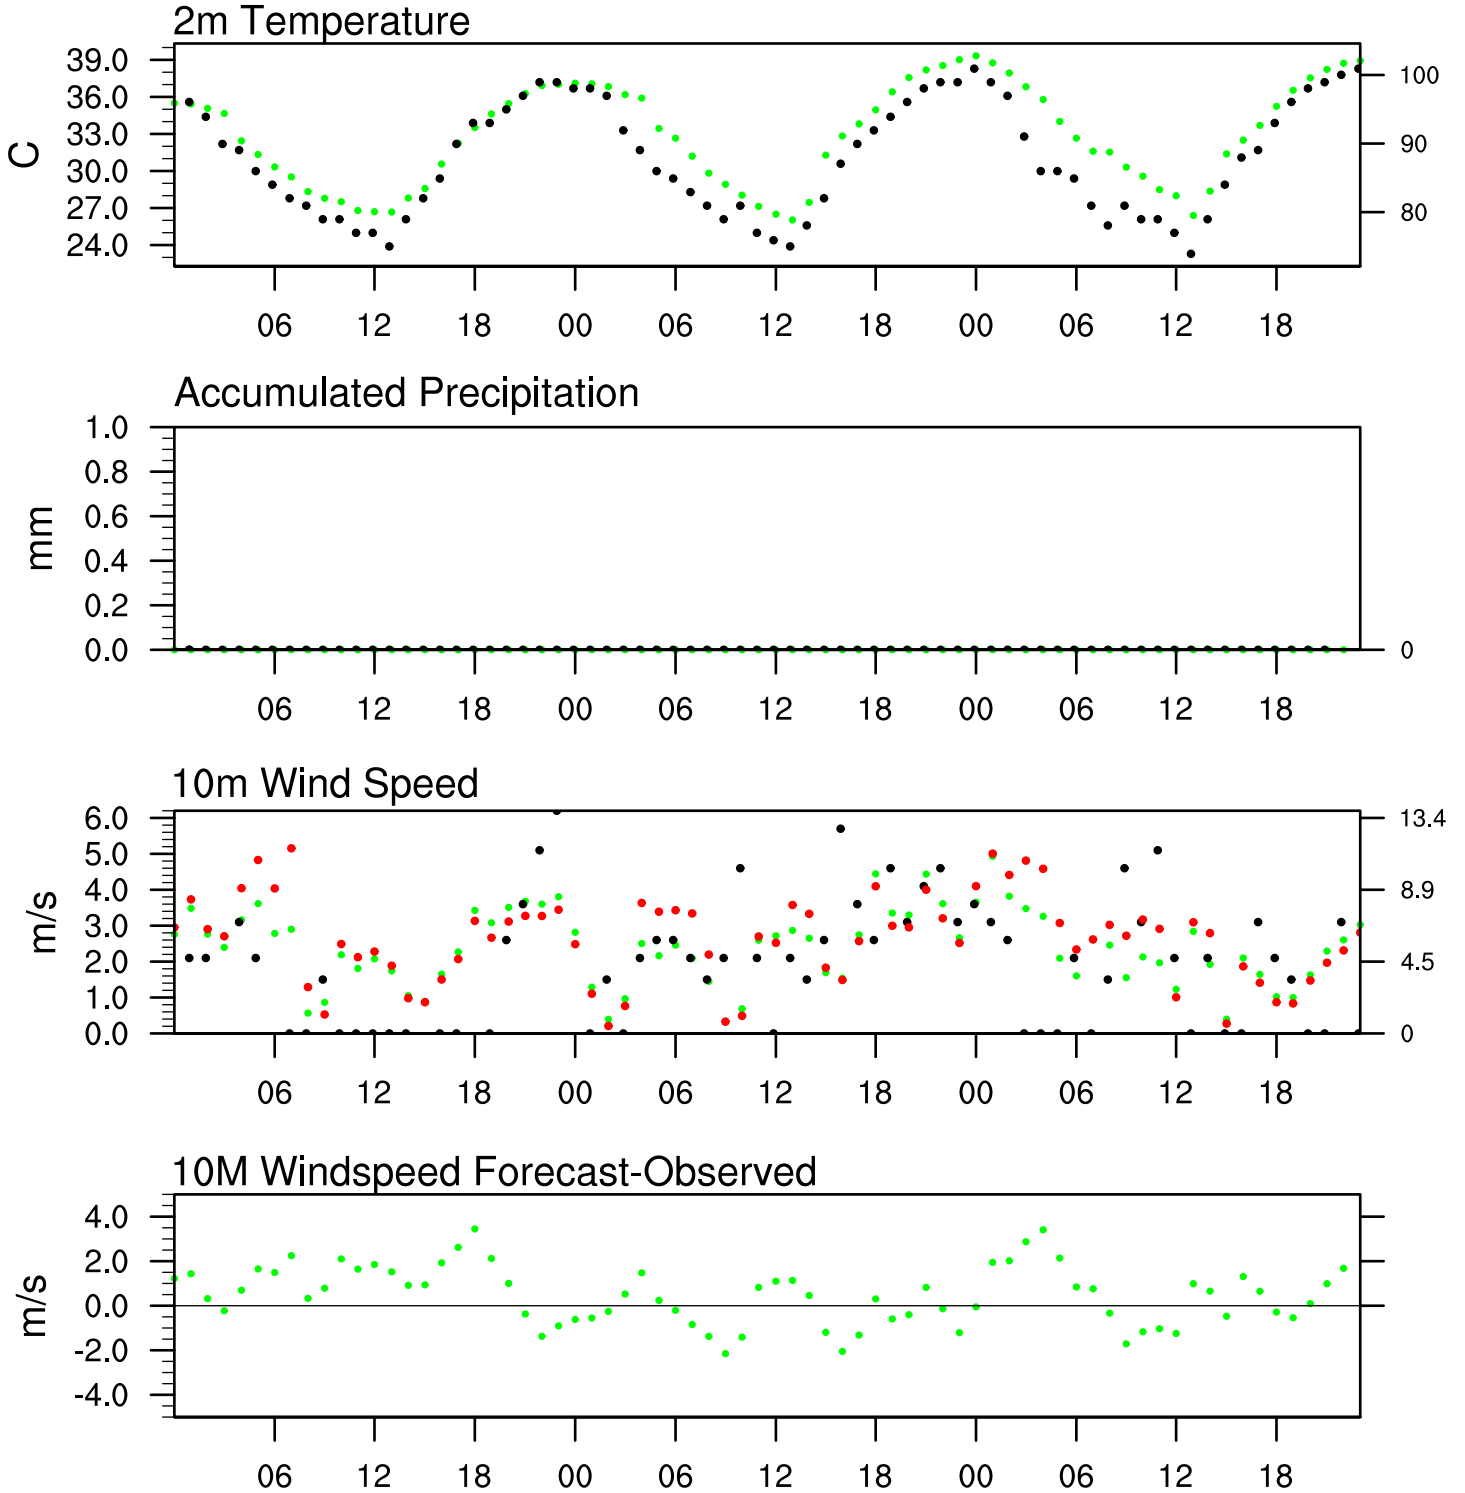 2m Temperature
39.0
36.0
33.0
30.0
27.0
24.0
C
100
90
80
06 12 18 00 06 12 18 00 06 12 18
Accumulated Precipitation
1.0
0.8
0.6
0.4
0.2
0.0
mm
0
06 12 18 00 06 12 18 00 06 12 18
10m Wind Speed
6.0
5.0
4.0
3.0
2.0
1.0
0.0
m/s
13.4
8.9
4.5
0
06 12 18 00 06 12 18 00 06 12 18
10M Windspeed Forecast-Observed
4.0
2.0
0.0
-2.0
-4.0
m/s
06 12 18 00 06 12 18 00 06 12 18